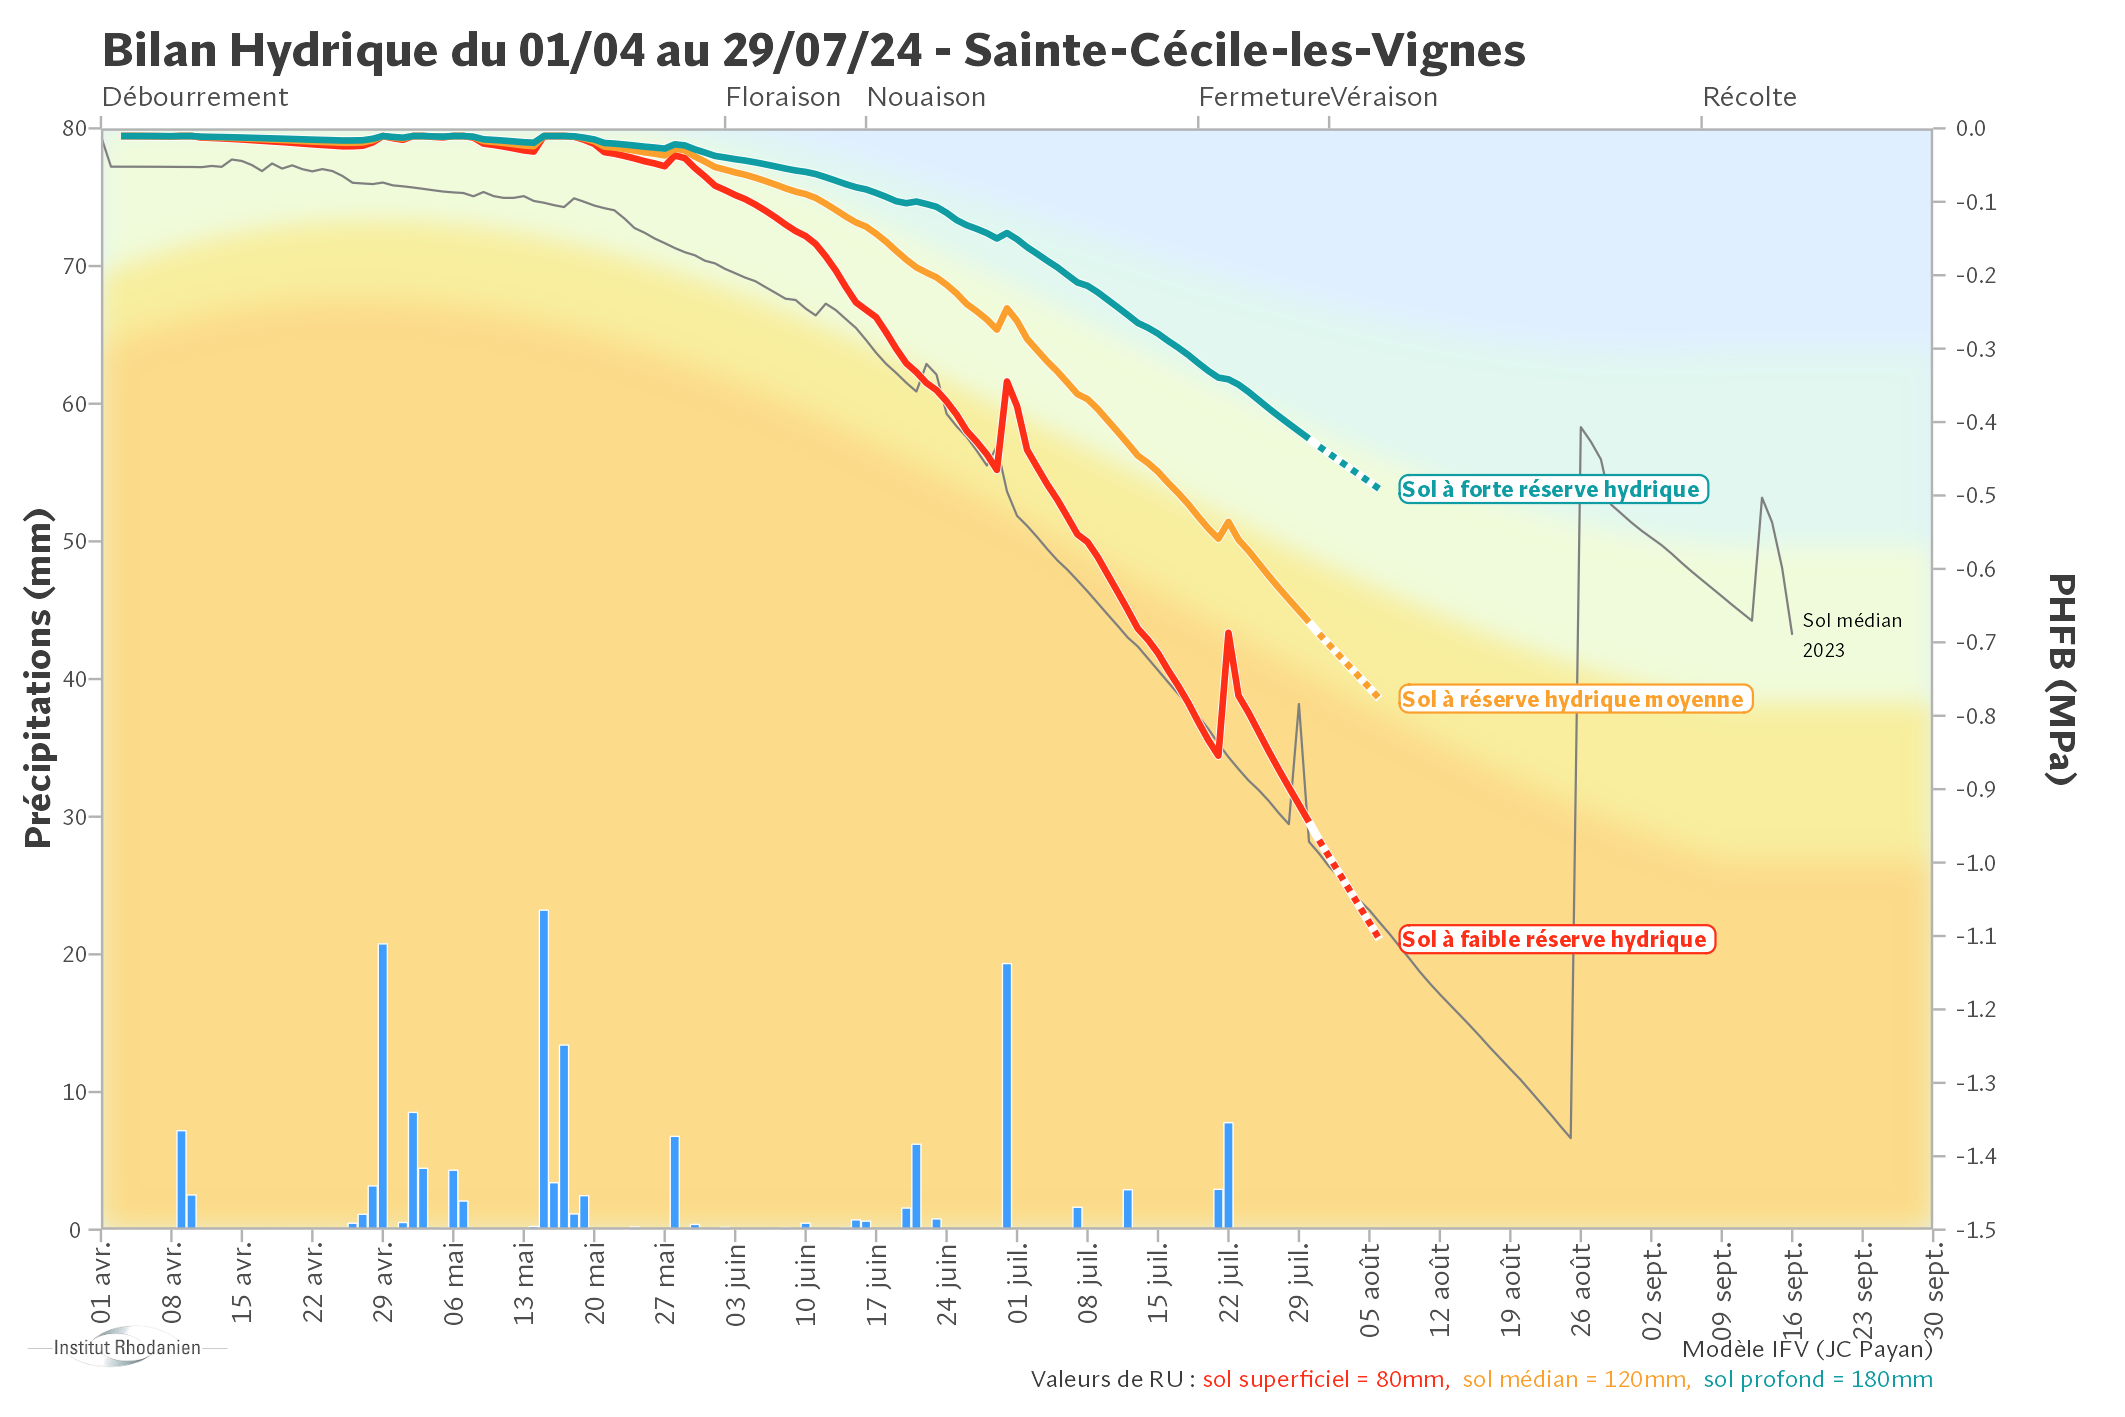 Bilan Hydrique du 01/04 au 29/07/24 - Sainte-Cécile-les-Vignes
Débourrement Floraison Nouaison Fermeture Véraison Récolte
80
70
60
50
40
30
20
10
0
Précipitations (mm)
0.0
-0.1
-0.2
-0.3
-0.4
-0.5
-0.6
-0.7
-0.8
-0.9
-1.0
-1.1
-1.2
-1.3
-1.4
-1.5
PHFB (MPa)
Sol à forte réserve hydrique
Sol médian
2023
Sol à réserve hydrique moyenne
Sol à faible réserve hydrique
01 avr.
08 avr.
15 avr.
22 avr.
29 avr.
06 mai
13 mai
20 mai
27 mai
03 juin
10 juin
17 juin
24 juin
01 juil.
08 juil.
15 juil.
22 juil.
29 juil.
05 août
12 août
19 août
26 août
02 sept.
09 sept.
16 sept.
23 sept.
30 sept.
Institut Rhodanien
Modèle IFV (JC Payan)
Valeurs de RU : sol superficiel = 80mm, sol médian = 120mm, sol profond = 180mm